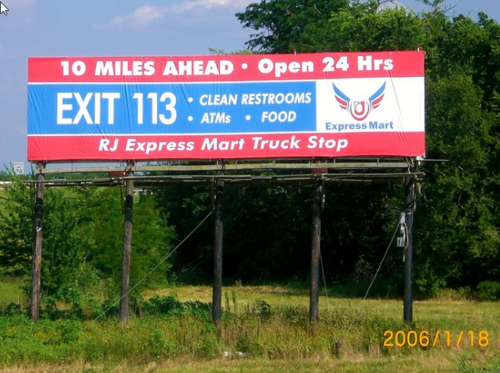 10 MILES AHEAD • Open 24 Hrs
EXIT 113
• CLEAN RESTROOMS
• ATMs • FOOD
Express Mart
RJ Express Mart Truck Stop
2006/1/18